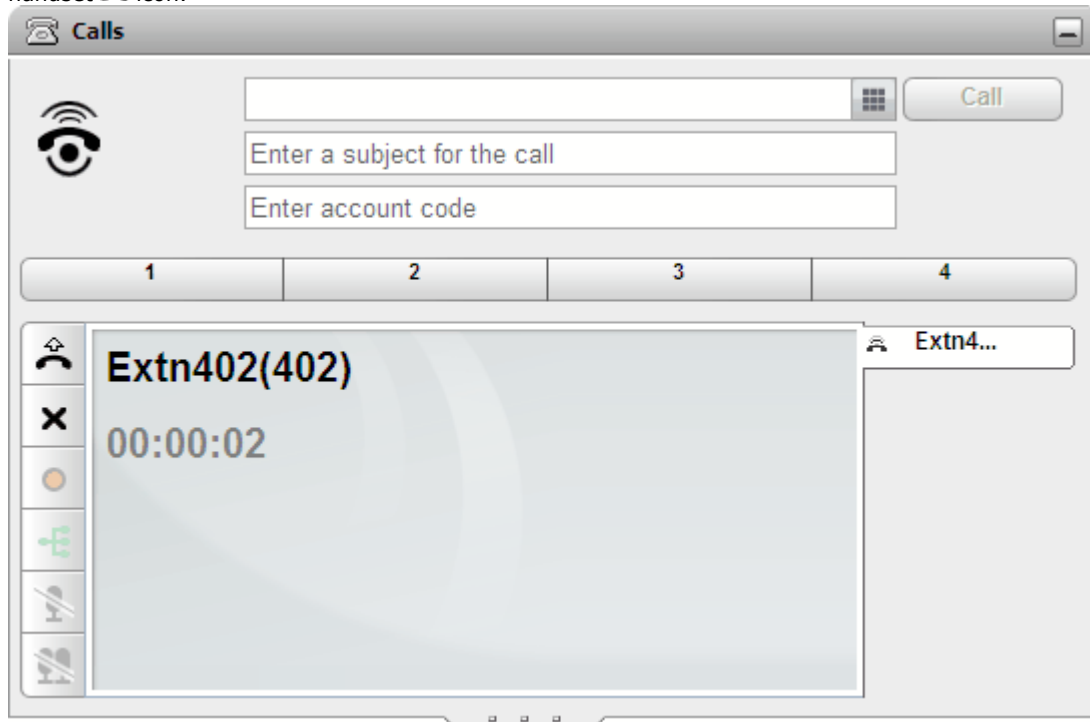 Calls
Call
Enter a subject for the call
Enter account code
1 2 3 4
Extn402(402)
Extn4...
00:00:02